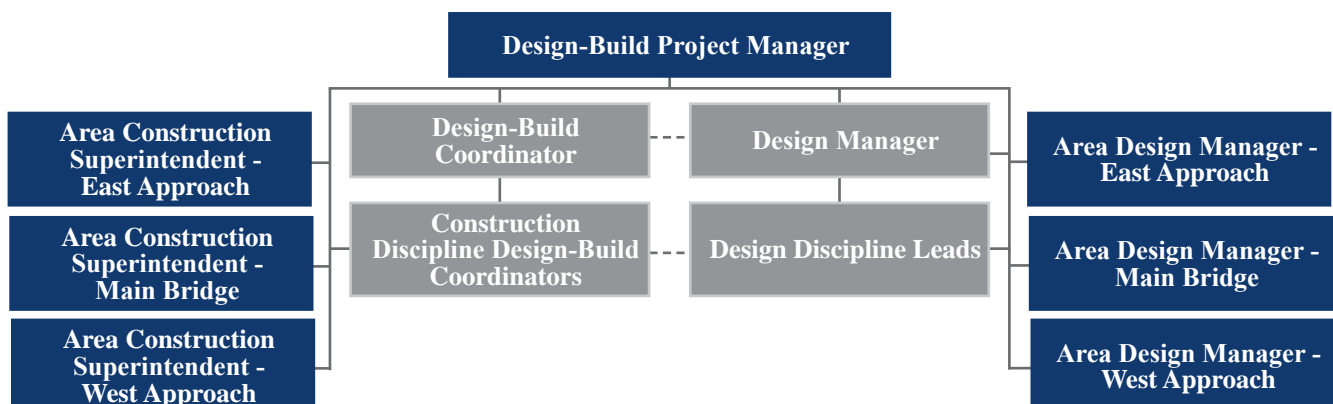 Design-Build Project Manager
Area Construction
Superintendent -
East Approach
Design-Build
Coordinator
Design Manager
Area Design Manager -
East Approach
Area Construction
Superintendent -
Main Bridge
Construction
Discipline Design-Build
Coordinators
Design Discipline Leads
Area Design Manager -
Main Bridge
Area Construction
Superintendent -
West Approach
Area Design Manager -
West Approach